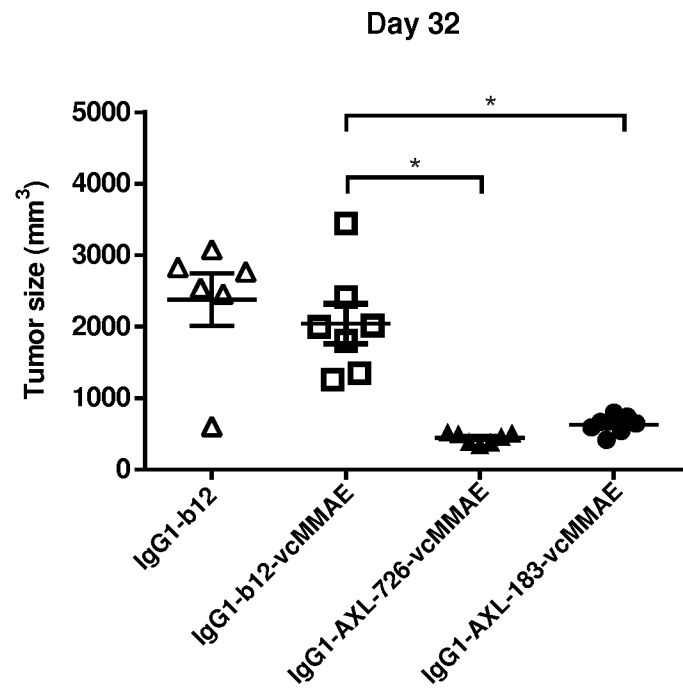 Day 32
*
*
5000
4000
3000
2000
1000
0
Tumor size (mm³)
IgG1-b12
IgG1-b12-vcMMAE
IgG1-AXL-726-vcMMAE
IgG1-AXL-183-vcMMAE